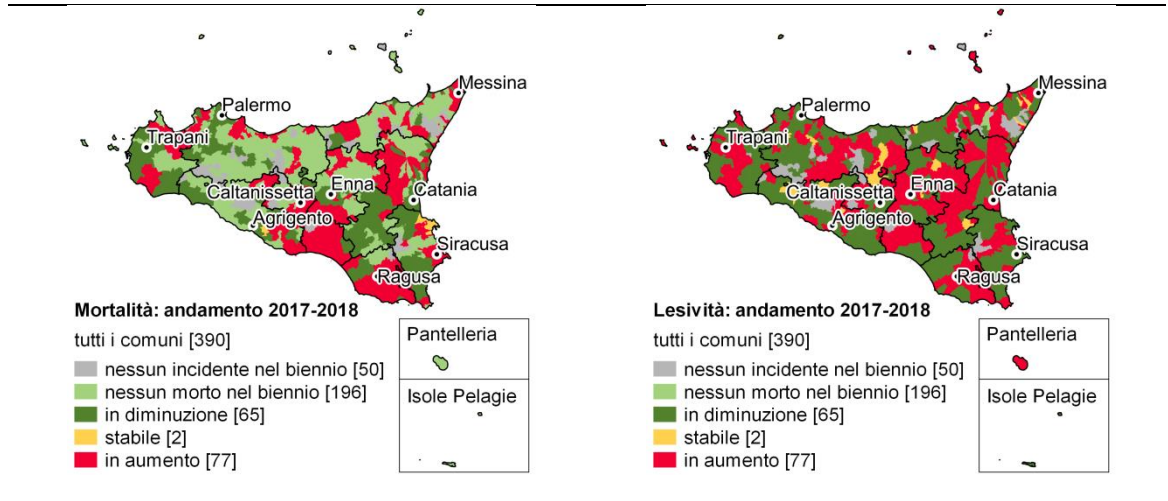 Messina
Palermo
Trapani
Caltanissetta
Enna
Catania
Agrigento
Siracusa
Ragusa
Mortalità: andamento 2017-2018
tutti i comuni [390]
nessun incidente nel biennio [50]
nessun morto nel biennio [196]
in diminuzione [65]
stabile [2]
in aumento [77]
Pantelleria
Isole Pelagie
Messina
Palermo
Trapani
Caltanissetta
Enna
Catania
Agrigento
Siracusa
Ragusa
Lesività: andamento 2017-2018
tutti i comuni [390]
nessun incidente nel biennio [50]
nessun morto nel biennio [196]
in diminuzione [65]
stabile [2]
in aumento [77]
Pantelleria
Isole Pelagie